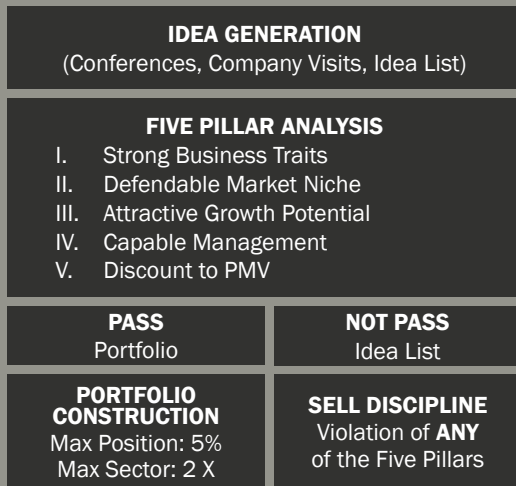 IDEA GENERATION
(Conferences, Company Visits, Idea List)
FIVE PILLAR ANALYSIS
I. Strong Business Traits
II. Defendable Market Niche
III. Attractive Growth Potential
IV. Capable Management
V. Discount to PMV
PASS
Portfolio
NOT PASS
Idea List
PORTFOLIO
CONSTRUCTION
Max Position: 5%
Max Sector: 2 X
SELL DISCIPLINE
Violation of ANY
of the Five Pillars